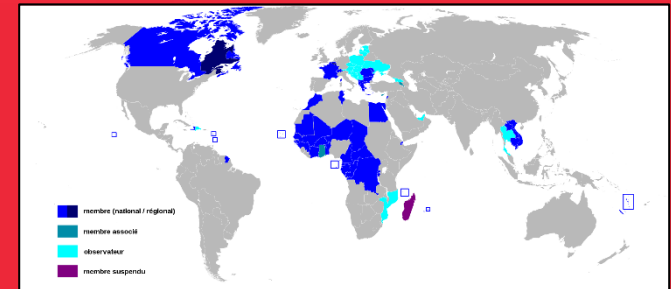 membre (national / régional)
membre associé
observateur
membre suspendu